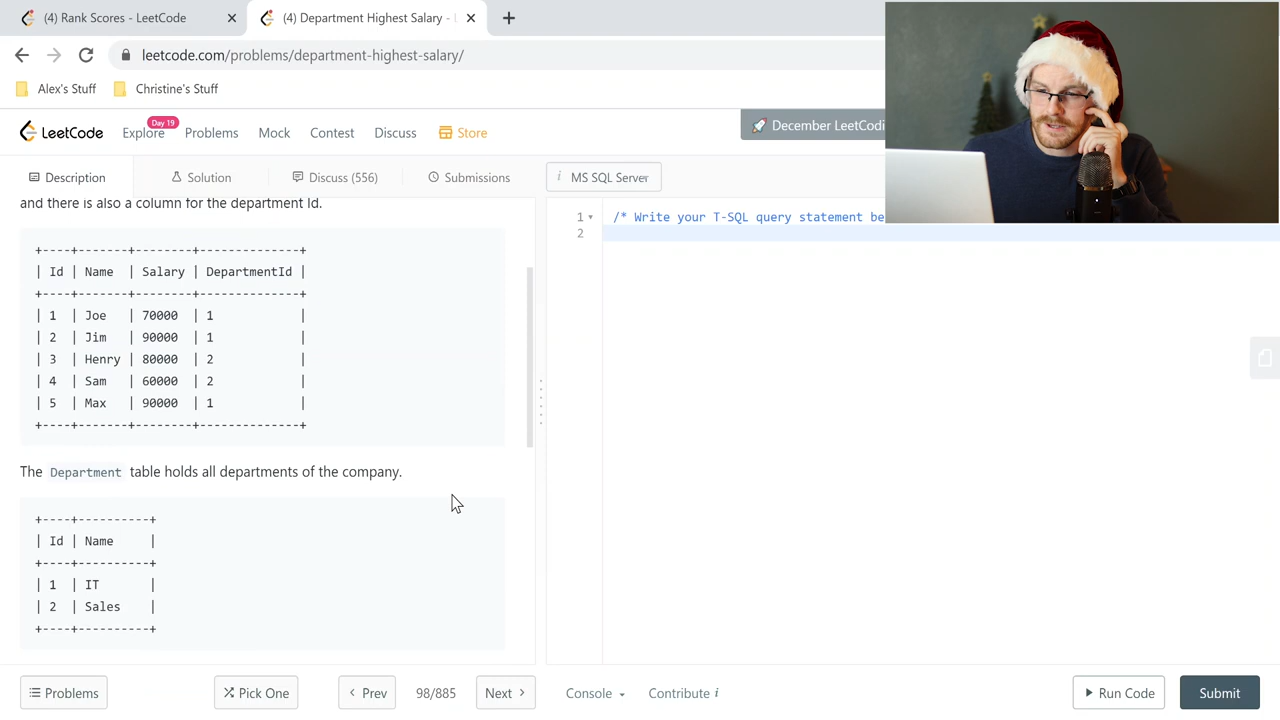 (4) Rank Scores - LeetCode
(4) Department Highest Salary -
leetcode.com/problems/department-highest-salary/
Alex's Stuff Christine's Stuff
LeetCode Explore Day 19 Problems Mock Contest Discuss Store
December LeetCodi
Description Solution Discuss (556) Submissions
i MS SQL Server
and there is also a column for the department Id.
+----+-------+--------+--------------+
| Id | Name | Salary | DepartmentId |
+----+-------+--------+--------------+
| 1 | Joe | 70000 | 1 |
| 2 | Jim | 90000 | 1 |
| 3 | Henry | 80000 | 2 |
| 4 | Sam | 60000 | 2 |
| 5 | Max | 90000 | 1 |
+----+-------+--------+--------------+
The Department table holds all departments of the company.
+----+----------+
| Id | Name |
+----+----------+
| 1 | IT |
| 2 | Sales |
+----+----------+
1 /* Write your T-SQL query statement be
2
Problems Pick One Prev 98/885 Next Console Contribute i Run Code Submit